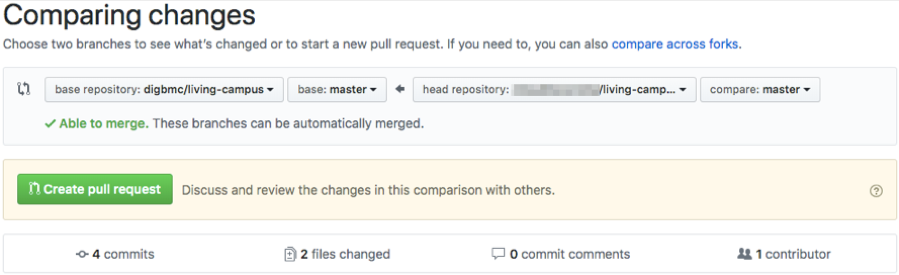 Comparing changes
Choose two branches to see what's changed or to start a new pull request. If you need to, you can also compare across forks.
base repository: digbmc/living-campus base: master head repository: /living-camp... compare: master
Able to merge. These branches can be automatically merged.
Create pull request Discuss and review the changes in this comparison with others.
4 commits 2 files changed 0 commit comments 1 contributor